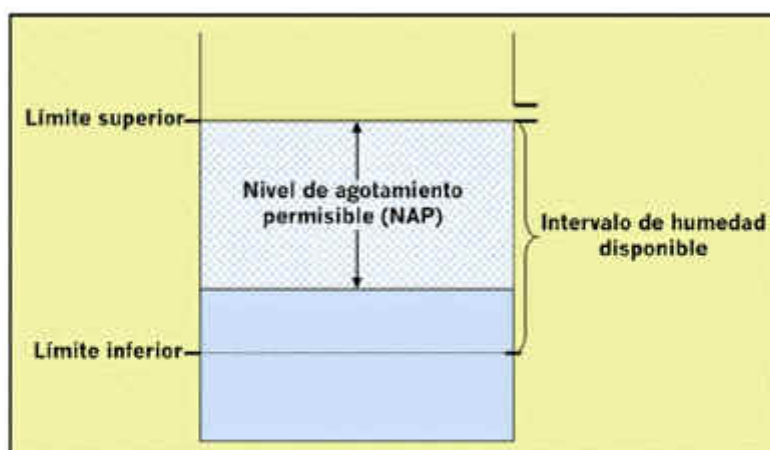 Límite superior
Nivel de agotamiento
permisible (NAP)
Intervalo de humedad
disponible
Límite inferior